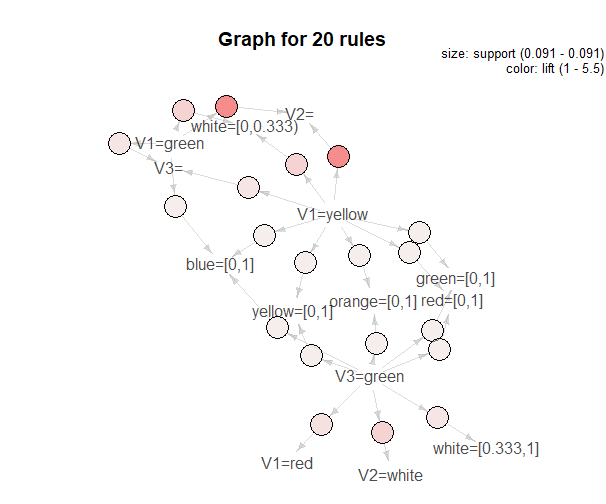 Graph for 20 rules
size: support (0.091 - 0.091)
color: lift (1 - 5.5)
V2=
white=[0,0.333)
V1=green
V3=
V1=yellow
blue=[0,1]
green=[0,1]
orange=[0,1]
red=[0,1]
yellow=[0,1]
V3=green
white=[0.333,1]
V1=red
V2=white